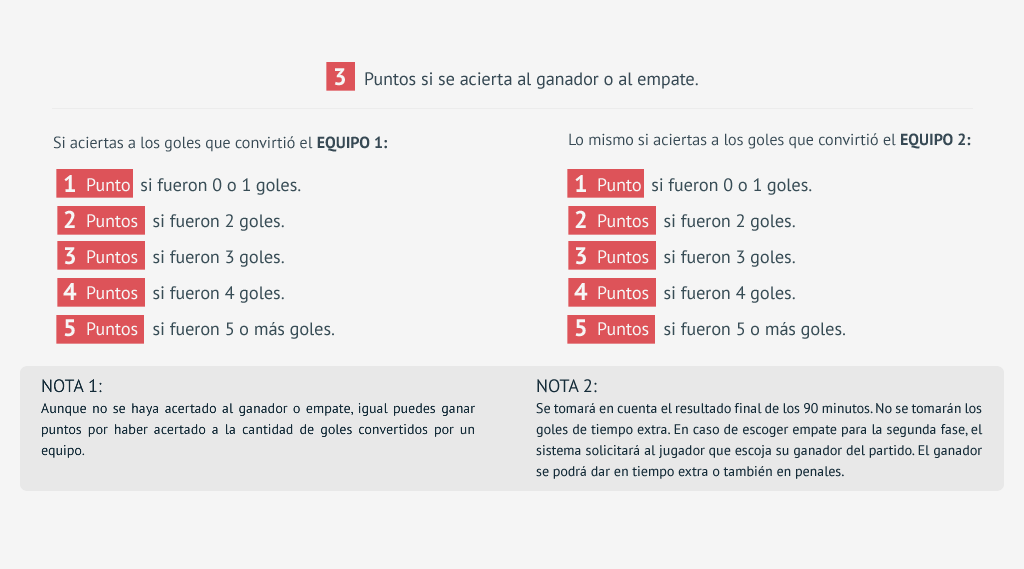 3 Puntos si se acierta al ganador o al empate.
Si aciertas a los goles que convirtió el EQUIPO 1:
1 Punto si fueron 0 o 1 goles.
2 Puntos si fueron 2 goles.
3 Puntos si fueron 3 goles.
4 Puntos si fueron 4 goles.
5 Puntos si fueron 5 o más goles.
Lo mismo si aciertas a los goles que convirtió el EQUIPO 2:
1 Punto si fueron 0 o 1 goles.
2 Puntos si fueron 2 goles.
3 Puntos si fueron 3 goles.
4 Puntos si fueron 4 goles.
5 Puntos si fueron 5 o más goles.
NOTA 1:
Aunque no se haya acertado al ganador o empate, igual puedes ganar
puntos por haber acertado a la cantidad de goles convertidos por un
equipo.
NOTA 2:
Se tomará en cuenta el resultado final de los 90 minutos. No se tomarán los
goles de tiempo extra. En caso de escoger empate para la segunda fase, el
sistema solicitará al jugador que escoja su ganador del partido. El ganador
se podrá dar en tiempo extra o también en penales.